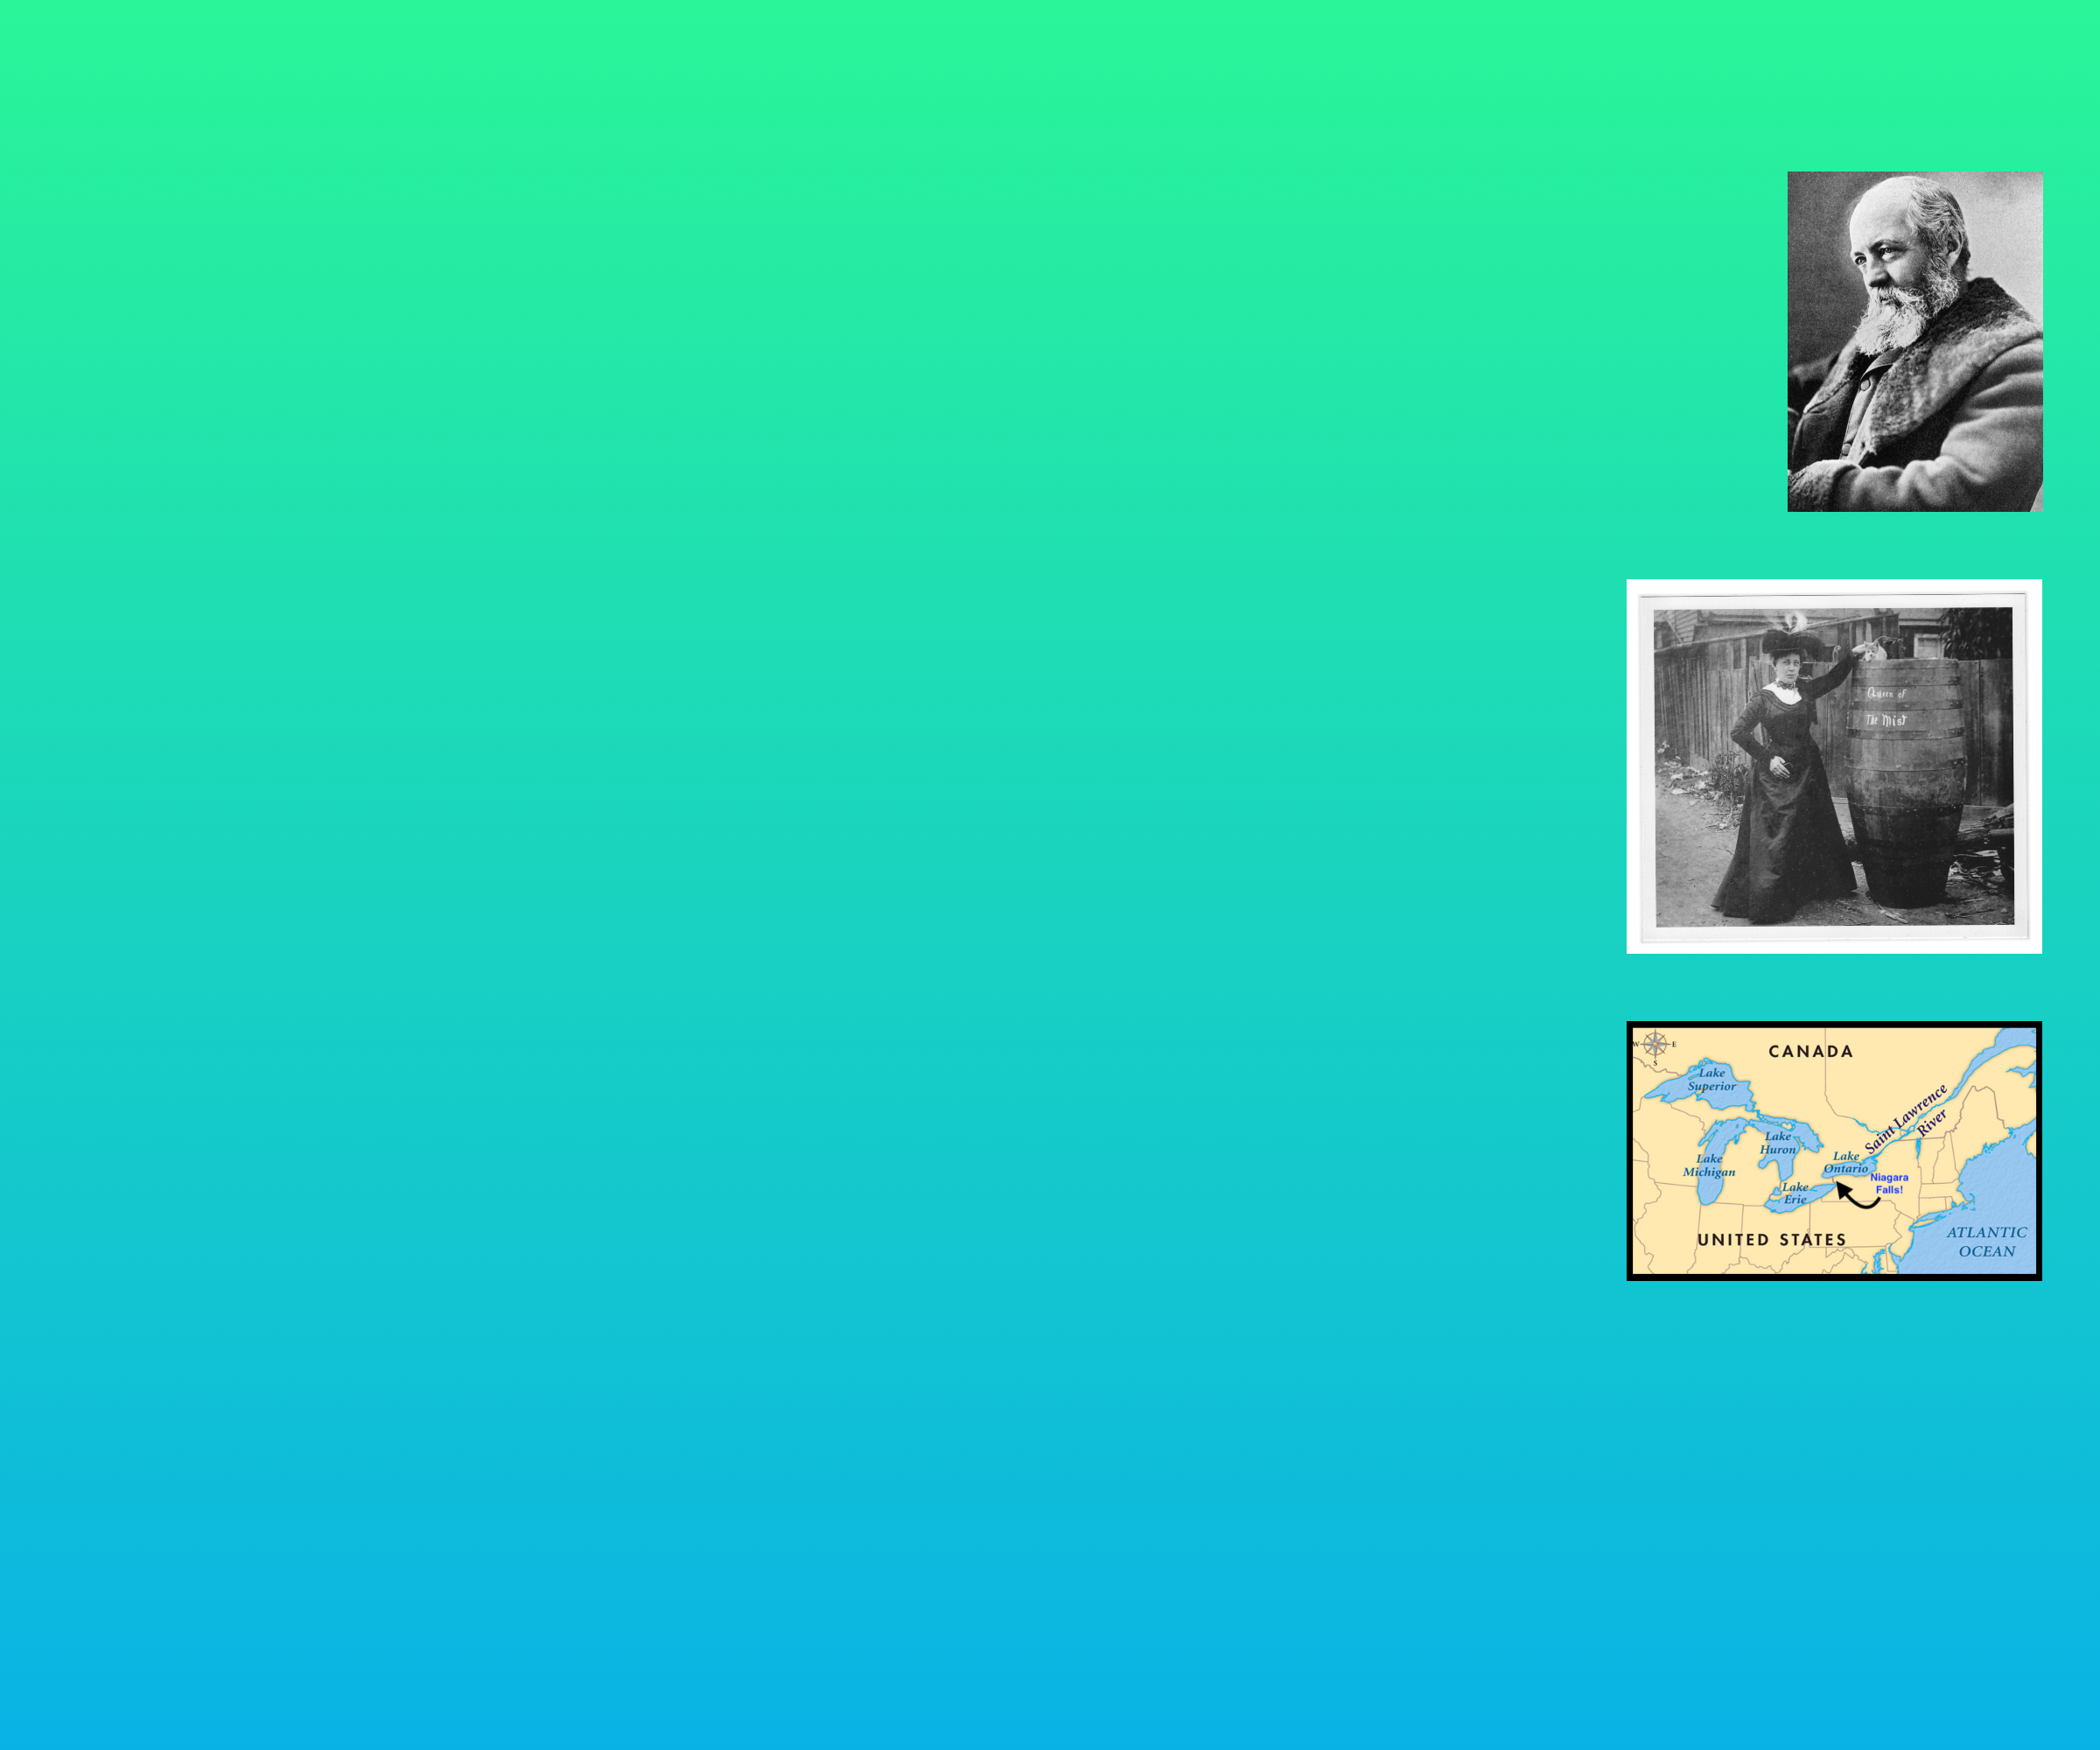 Queen of
The Mist
W
E
S
CANADA
Lake
Superior
Saint Lawrence
River
Lake
Huron
Lake
Michigan
Lake
Ontario
Niagara
Falls!
Lake
Erie
UNITED STATES
ATLANTIC
OCEAN